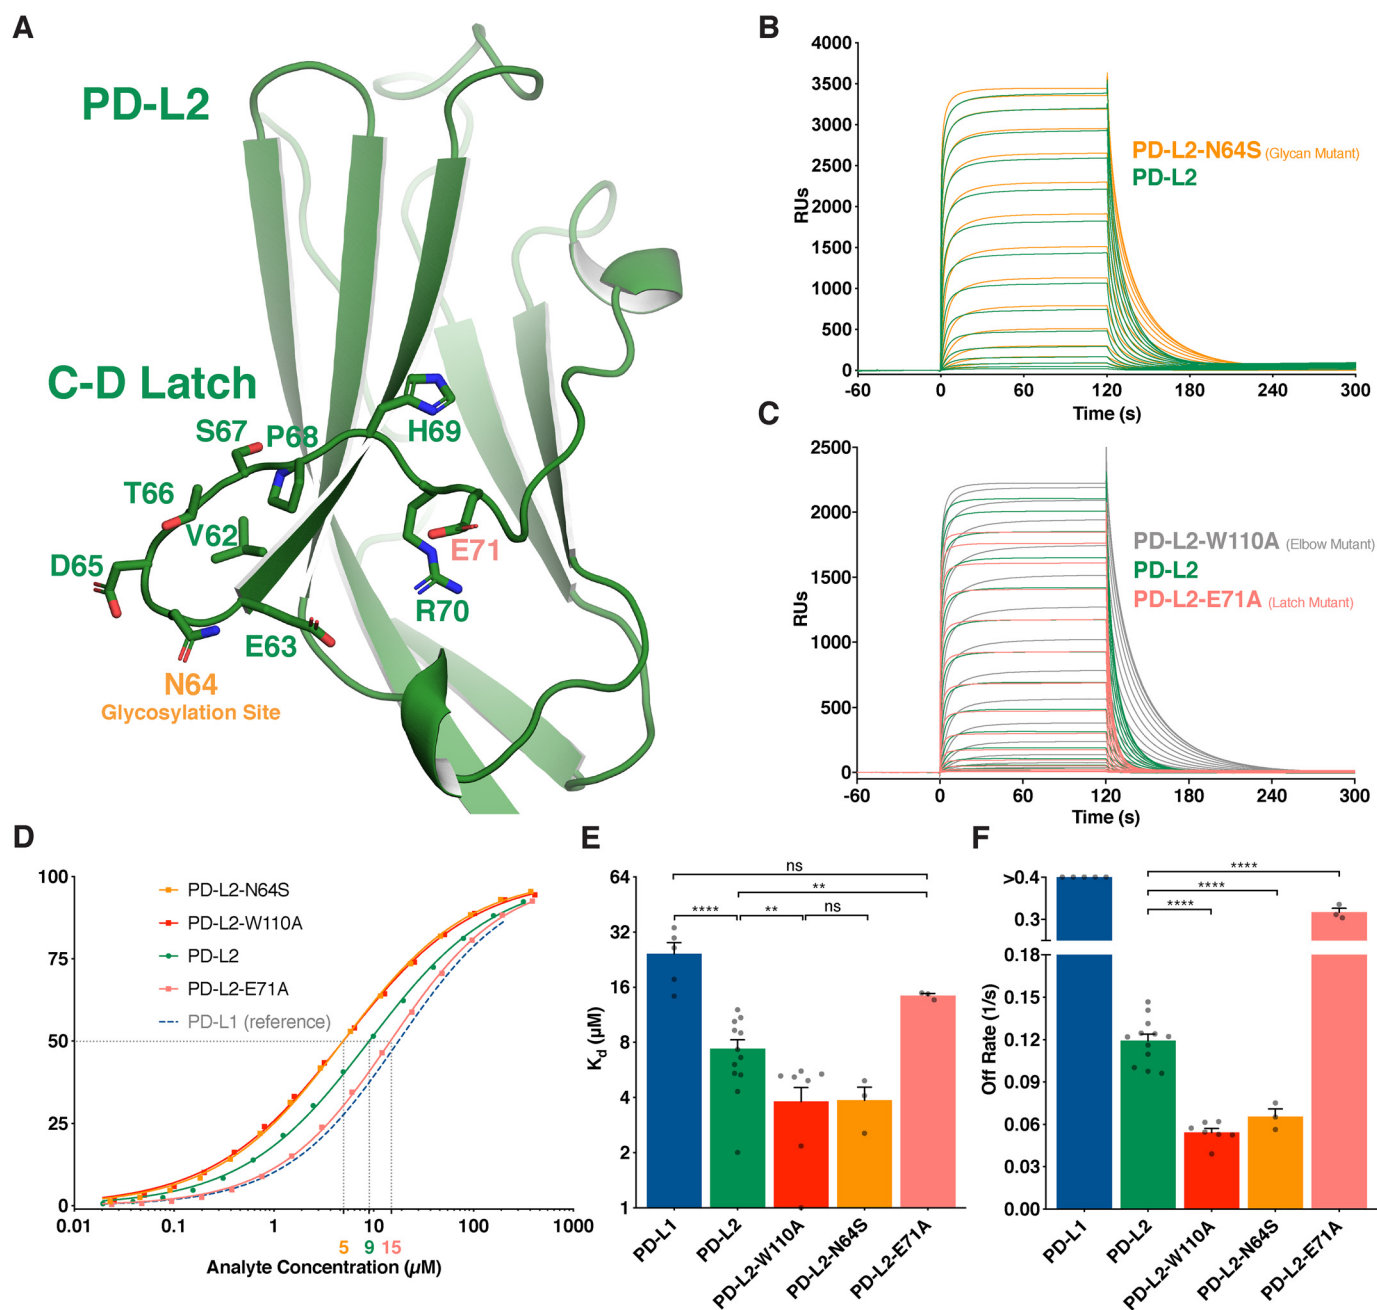 A
PD-L2
C-D Latch
S67
P68
H69
T66
V62
D65
E71
R70
E63
N64
Glycosylation Site
B
4000
3500
3000
2500
2000
1500
1000
500
0
RUs
-60
0
60
120
180
240
300
Time (s)
PD-L2-N64S (Glycan Mutant)
PD-L2
C
2500
2000
1500
1000
500
0
RUs
-60
0
60
120
180
240
300
Time (s)
PD-L2-W110A (Elbow Mutant)
PD-L2
PD-L2-E71A (Latch Mutant)
D
100
75
50
25
0
PD-L2-N64S
PD-L2-W110A
PD-L2
PD-L2-E71A
PD-L1 (reference)
0.01
0.1
1
10
100
1000
5
9
15
Analyte Concentration (µM)
E
64
32
16
8
4
2
1
Kd (µM)
ns
**
****
**
ns
PD-L1
PD-L2
PD-L2-W110A
PD-L2-N64S
PD-L2-E71A
F
>0.4
0.3
0.18
0.15
0.12
0.09
0.06
0.03
0.00
Off Rate (1/s)
****
****
****
PD-L1
PD-L2
PD-L2-W110A
PD-L2-N64S
PD-L2-E71A